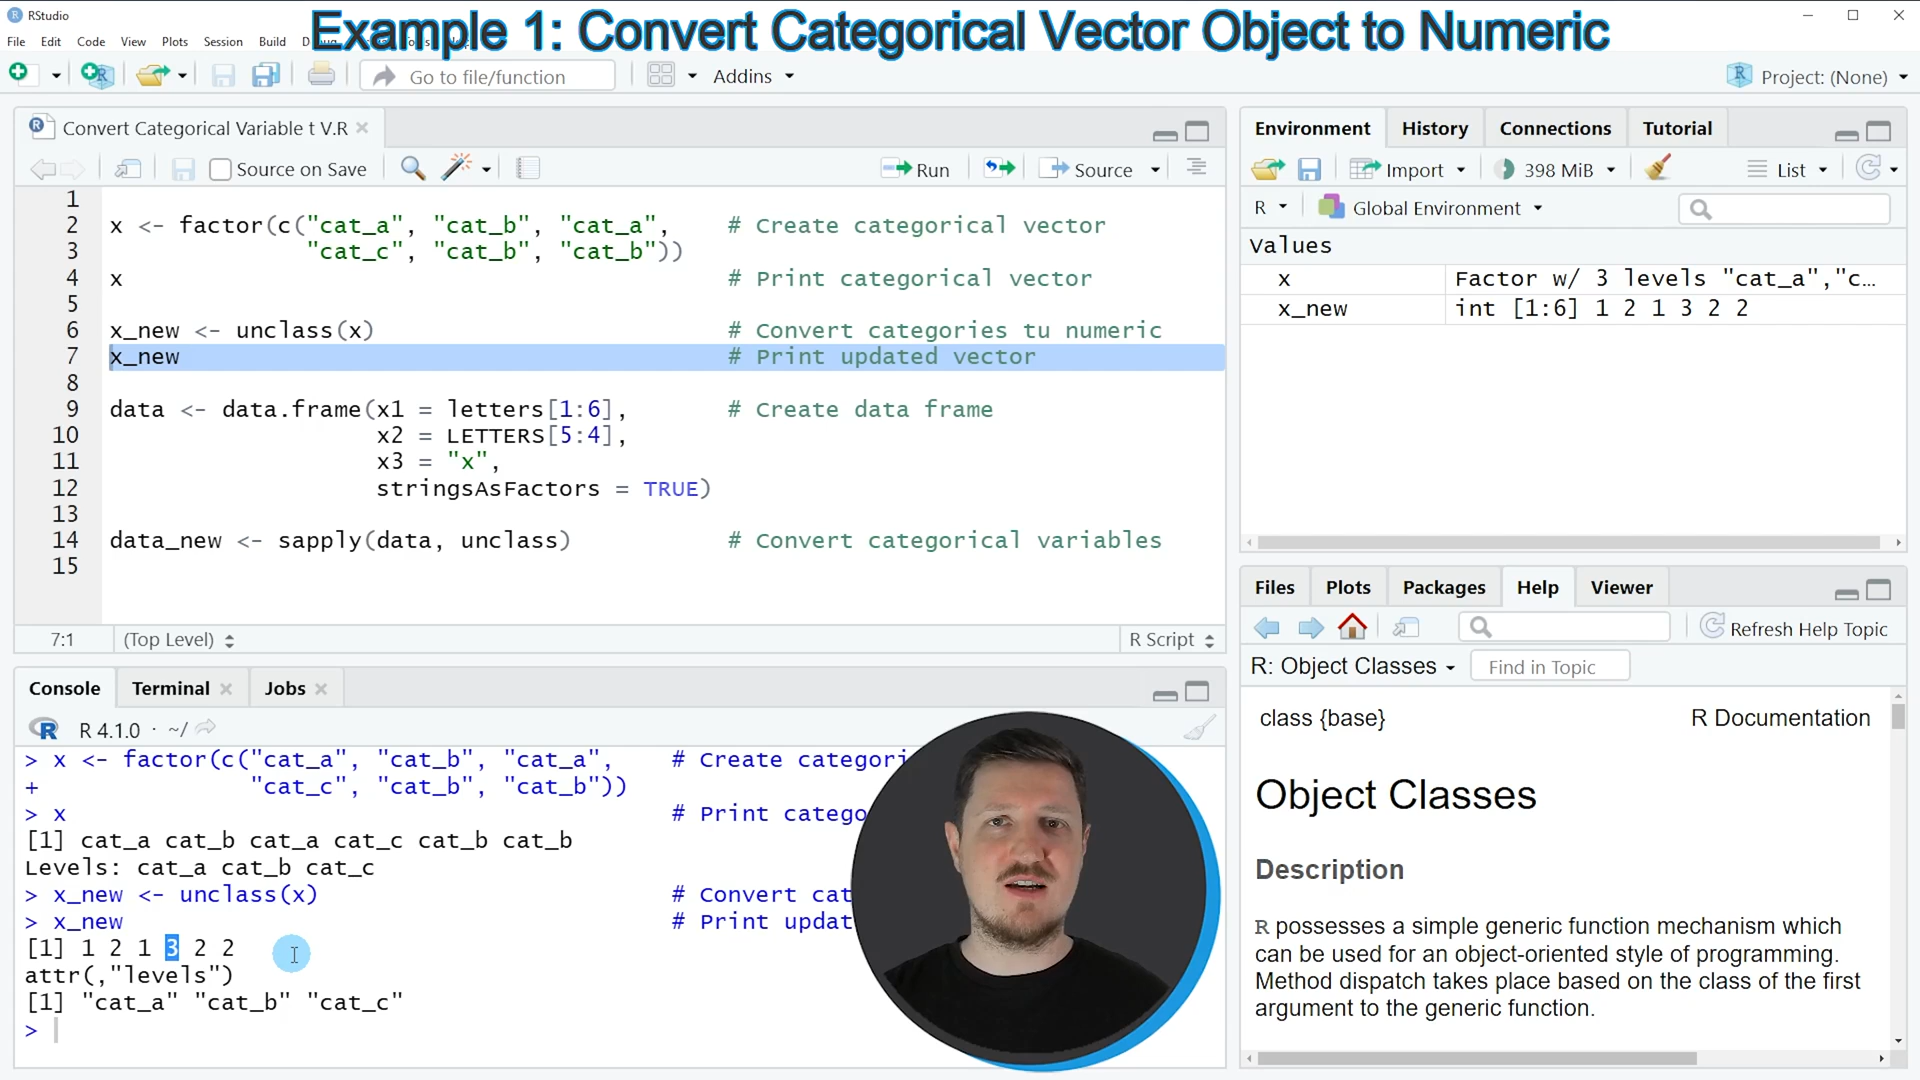 RStudio
Example 1: Convert Categorical Vector Object to Numeric
File Edit Code View Plots Session Build
Go to file/function
Addins
Project: (None)
Convert Categorical Variable t V.R
Source on Save
Run
Source
1
2 x <- factor(c("cat_a", "cat_b", "cat_a", # Create categorical vector
3 "cat_c", "cat_b", "cat_b"))
4 x # Print categorical vector
5
6 x_new <- unclass(x) # Convert categories tu numeric
7 x_new # Print updated vector
8
9 data <- data.frame(x1 = letters[1:6], # Create data frame
10 x2 = LETTERS[5:4],
11 x3 = "x",
12 stringsAsFactors = TRUE)
13
14 data_new <- sapply(data, unclass) # Convert categorical variables
15
7:1 (Top Level) R Script
Console Terminal Jobs
R 4.1.0 · ~/
> x <- factor(c("cat_a", "cat_b", "cat_a", # Create categori
+ "cat_c", "cat_b", "cat_b"))
> x # Print catego
[1] cat_a cat_b cat_a cat_c cat_b cat_b
Levels: cat_a cat_b cat_c
> x_new <- unclass(x) # Convert cat
> x_new # Print updat
[1] 1 2 1 3 2 2
attr(,"levels")
[1] "cat_a" "cat_b" "cat_c"
>
Environment History Connections Tutorial
Import 398 MiB List
R Global Environment
Values
x Factor w/ 3 levels "cat_a","c…
x_new int [1:6] 1 2 1 3 2 2
Files Plots Packages Help Viewer
Refresh Help Topic
R: Object Classes Find in Topic
class {base} R Documentation
Object Classes
Description
R possesses a simple generic function mechanism which
can be used for an object-oriented style of programming.
Method dispatch takes place based on the class of the first
argument to the generic function.